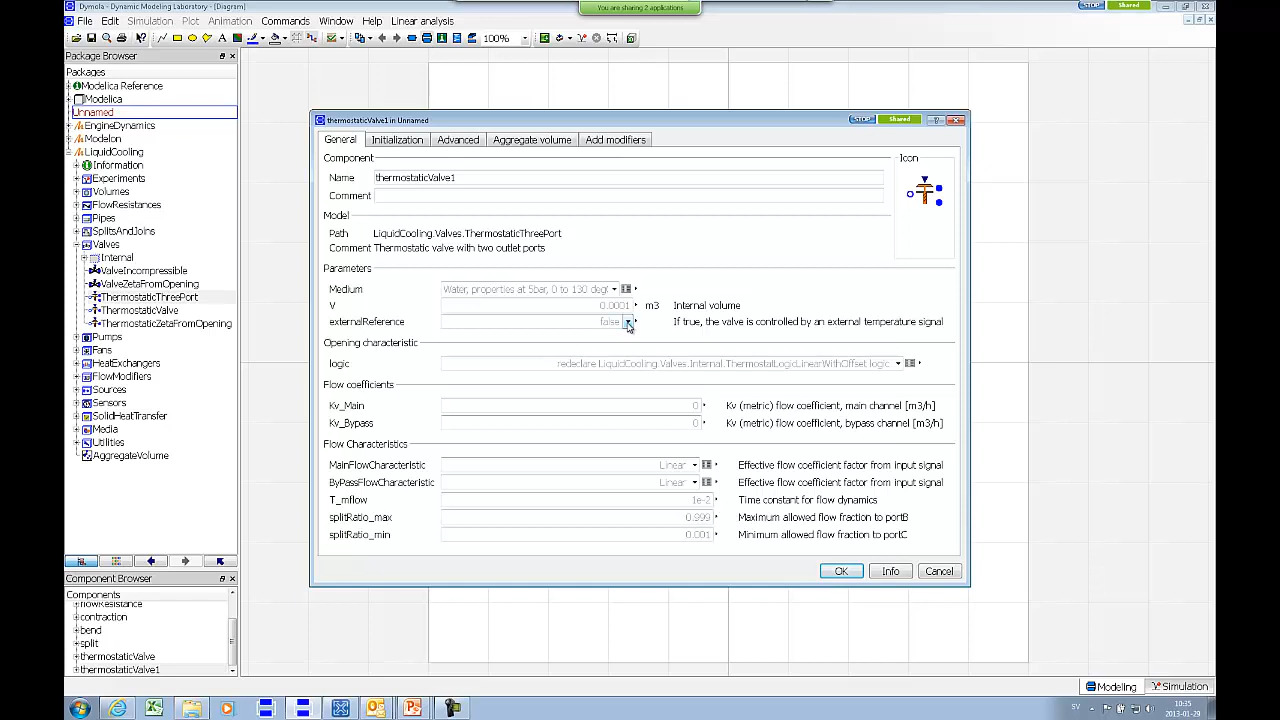 Dymola - Dynamic Modeling Laboratory - [Diagram]
You are sharing 2 applications
STOP Shared
File Edit Simulation Plot Animation Commands Window Help Linear analysis
100%
Package Browser
Packages
Modelica Reference
Modelica
Unnamed
EngineDynamics
Modelon
LiquidCooling
Information
Experiments
Volumes
FlowResistances
Pipes
SplitsAndJoins
Valves
Internal
ValveIncompressible
ValveZetaFromOpening
ThermostaticThreePort
ThermostaticValve
ThermostaticZetaFromOpening
Pumps
Fans
HeatExchangers
FlowModifiers
Sources
Sensors
SolidHeatTransfer
Media
Utilities
AggregateVolume
Component Browser
Components
flowResistance
contraction
bend
split
thermostaticValve
thermostaticValve1
thermostaticValve1 in Unnamed
STOP Shared
General Initialization Advanced Aggregate volume Add modifiers
Component
Icon
Name thermostaticValve1
Comment
Model
Path LiquidCooling.Valves.ThermostaticThreePort
Comment Thermostatic valve with two outlet ports
Parameters
Medium Water, properties at 5bar, 0 to 130 deg
V 0.0001 m3 Internal volume
externalReference false If true, the valve is controlled by an external temperature signal
Opening characteristic
logic redeclare LiquidCooling.Valves.Internal.ThermostatLogicLinearWithOffset logic
Flow coefficients
Kv_Main 0 Kv (metric) flow coefficient, main channel [m3/h]
Kv_Bypass 0 Kv (metric) flow coefficient, bypass channel [m3/h]
Flow Characteristics
MainFlowCharacteristic Linear Effective flow coefficient factor from input signal
ByPassFlowCharacteristic Linear Effective flow coefficient factor from input signal
T_mflow 1e-2 Time constant for flow dynamics
splitRatio_max 0.999 Maximum allowed flow fraction to portB
splitRatio_min 0.001 Minimum allowed flow fraction to portC
OK Info Cancel
Modeling Simulation
SV
10:35
2013-01-29